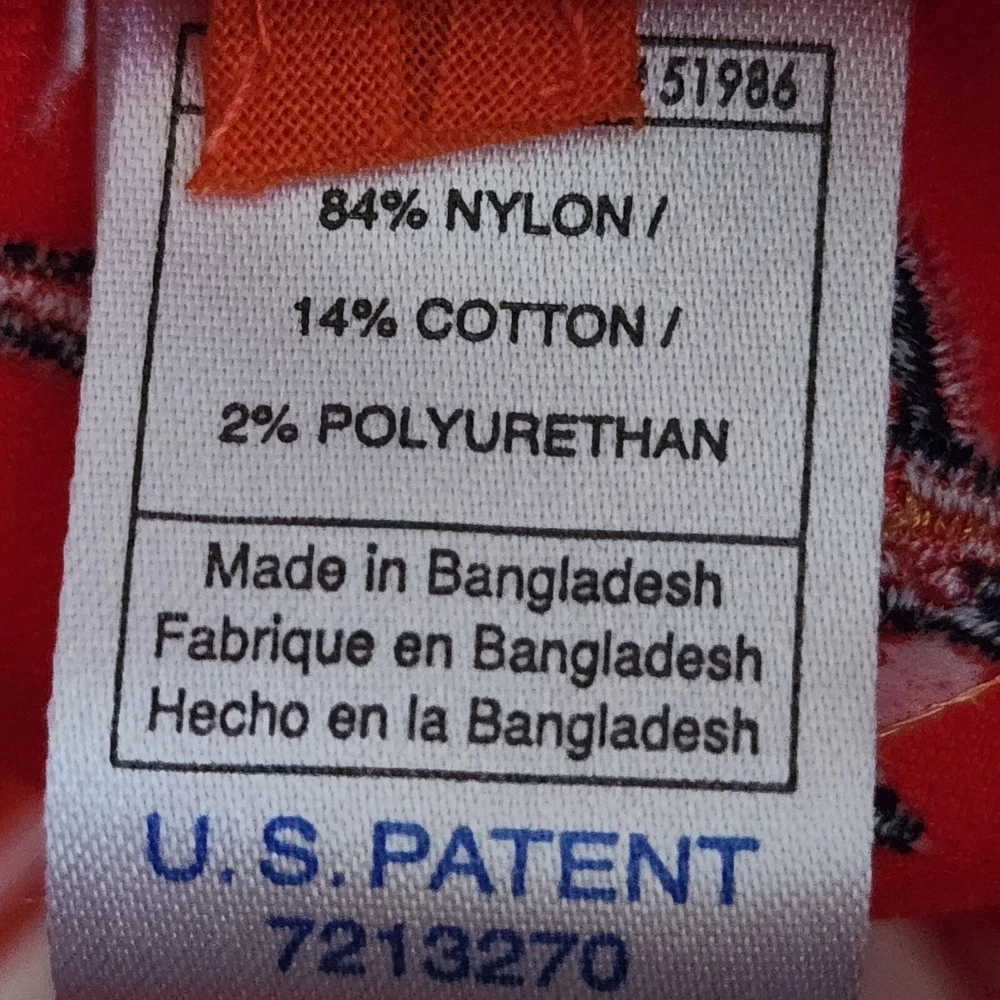 51986
84% NYLON /
14% COTTON /
2% POLYURETHAN
Made in Bangladesh
Fabrique en Bangladesh
Hecho en la Bangladesh
U.S. PATENT
7213270